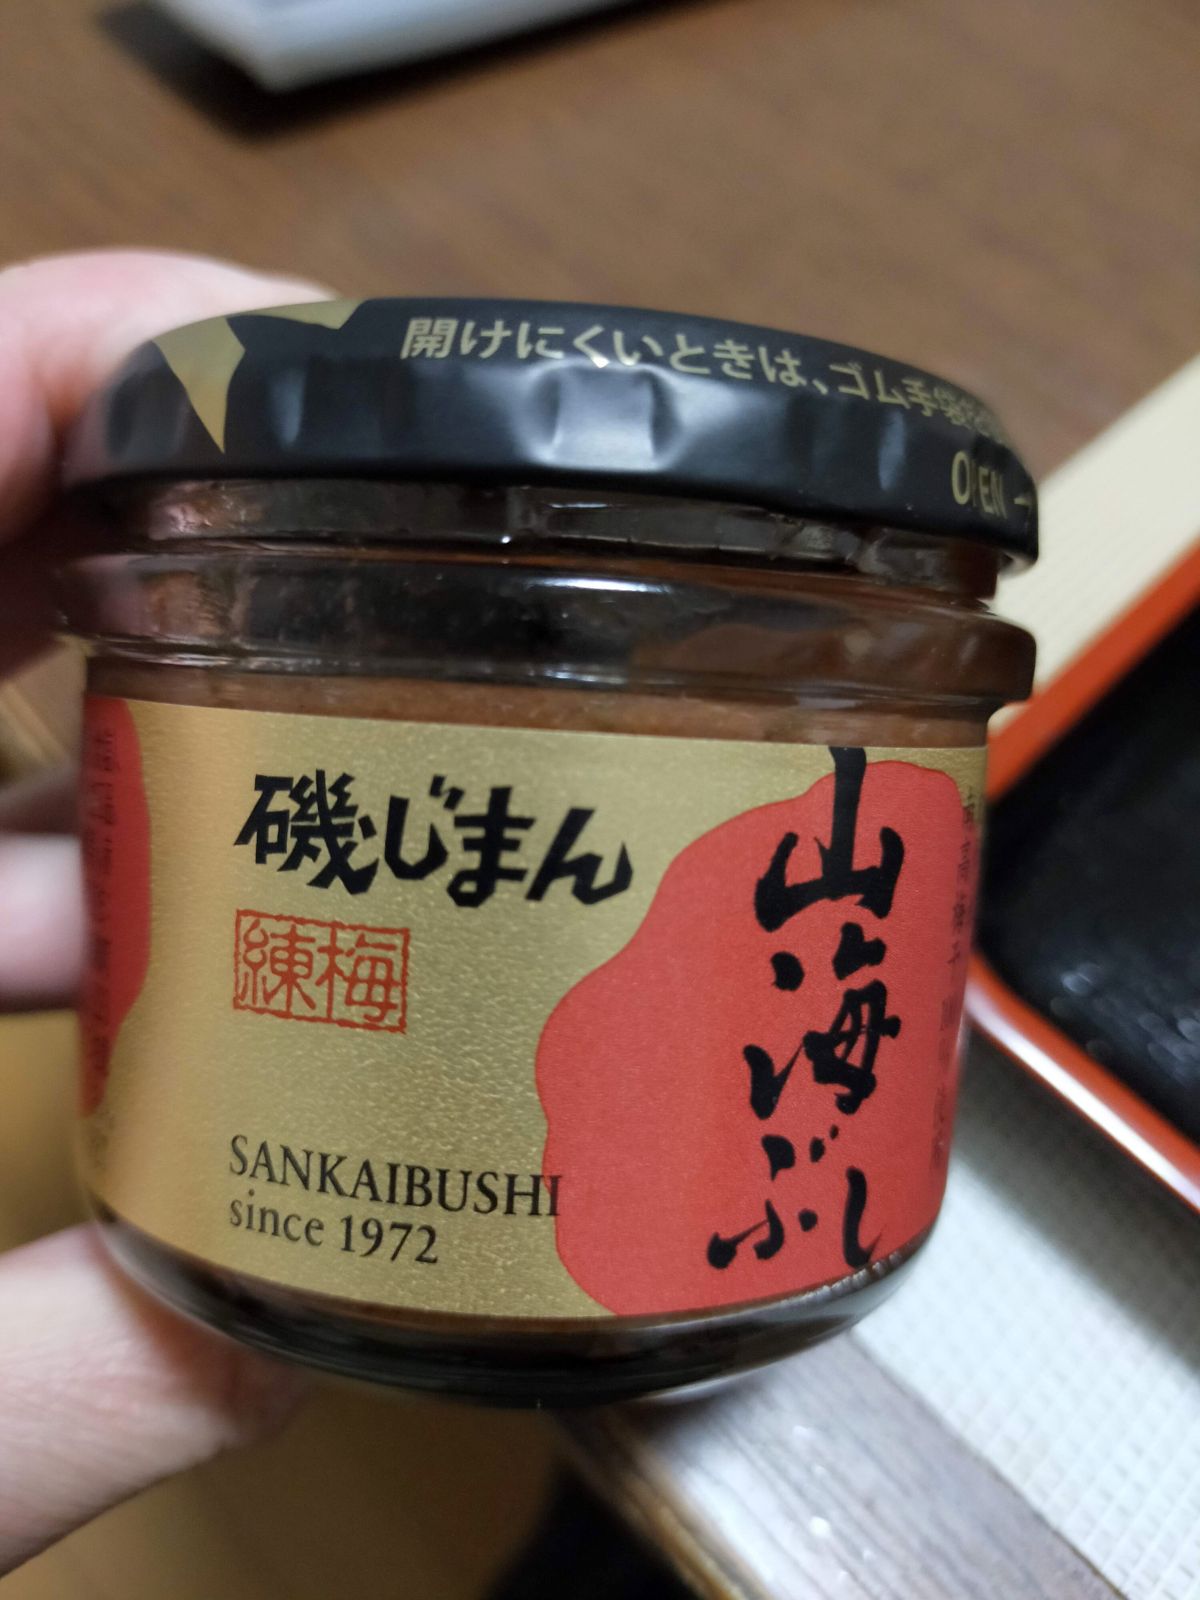 開けにくいときは、ゴム手袋
OPEN →
磯じまん
練梅
山海ぶし
SANKAIBUSHI
since 1972